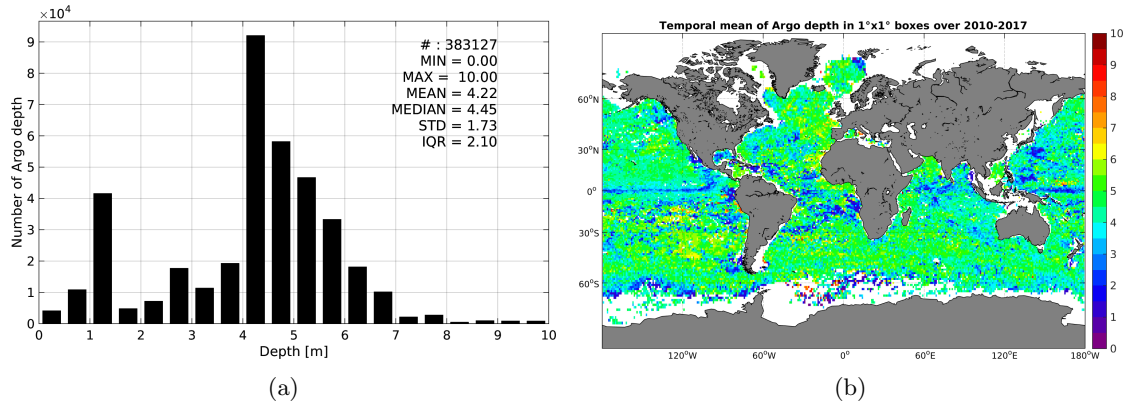 ×10⁴
9
8
7
6
5
4
3
2
1
0
Number of Argo depth
# : 383127
MIN = 0.00
MAX = 10.00
MEAN = 4.22
MEDIAN = 4.45
STD = 1.73
IQR = 2.10
0 1 2 3 4 5 6 7 8 9 10
Depth [m]
(a)
Temporal mean of Argo depth in 1°x1° boxes over 2010-2017
60°N
30°N
0°
30°S
60°S
120°W 60°W 0° 60°E 120°E 180°W
10
9
8
7
6
5
4
3
2
1
0
(b)